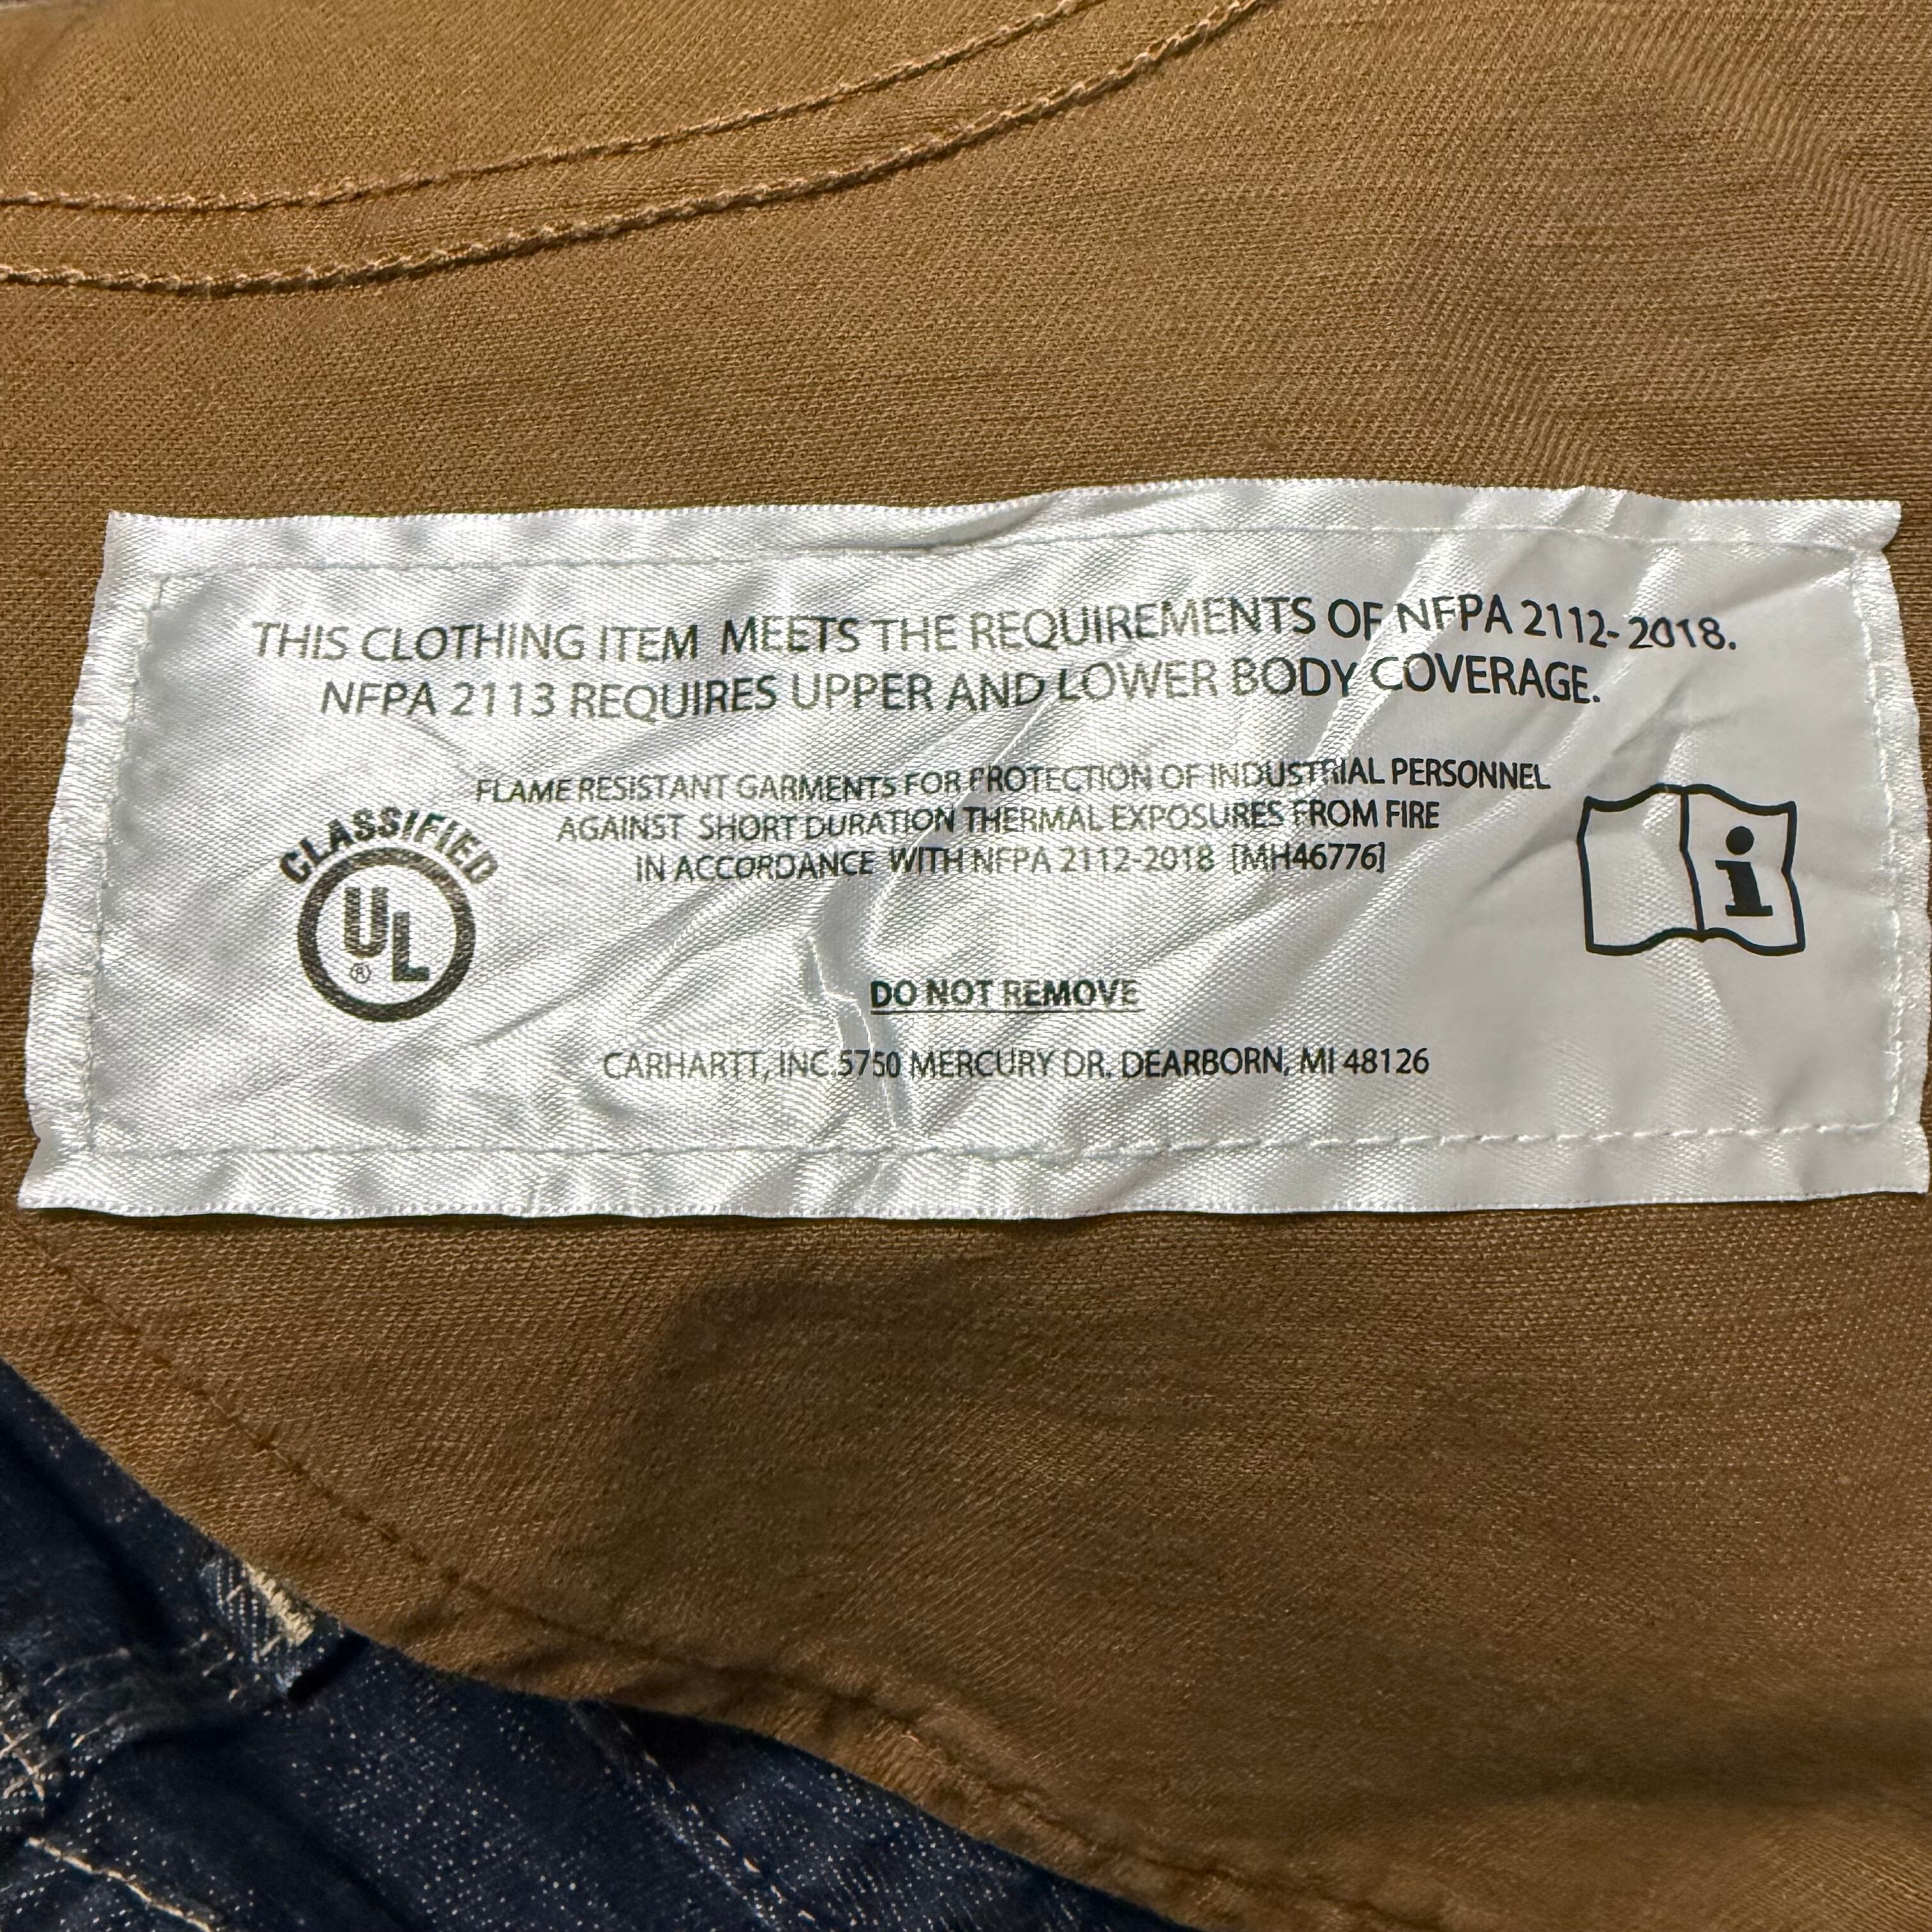 THIS CLOTHING ITEM MEETS THE REQUIREMENTS OF NFPA 2112-2018.
NFPA 2113 REQUIRES UPPER AND LOWER BODY COVERAGE.
FLAME RESISTANT GARMENTS FOR PROTECTION OF INDUSTRIAL PERSONNEL
AGAINST SHORT DURATION THERMAL EXPOSURES FROM FIRE
IN ACCORDANCE WITH NFPA 2112-2018 [MH46776]
CLASSIFIED
UL
®
i
DO NOT REMOVE
CARHARTT, INC.5750 MERCURY DR. DEARBORN, MI 48126